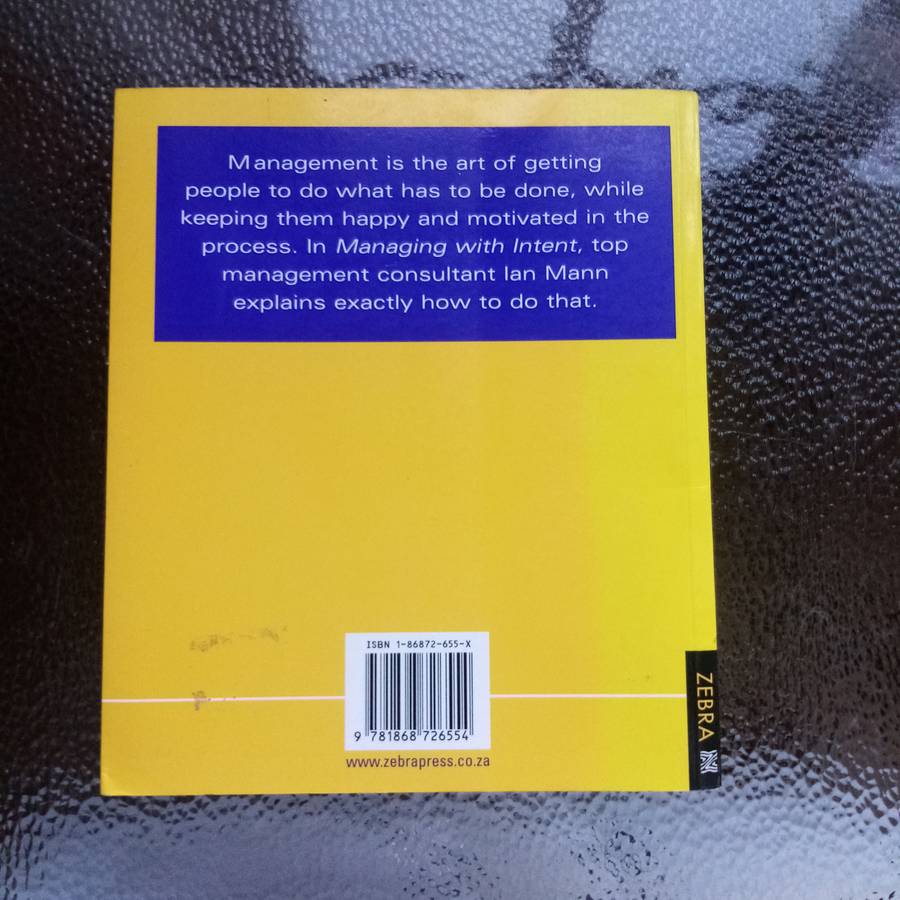 Management is the art of getting
people to do what has to be done, while
keeping them happy and motivated in the
process. In Managing with Intent, top
management consultant Ian Mann
explains exactly how to do that.
ISBN 1-86872-655-X
9 781868 726554
www.zebrapress.co.za
ZEBRA